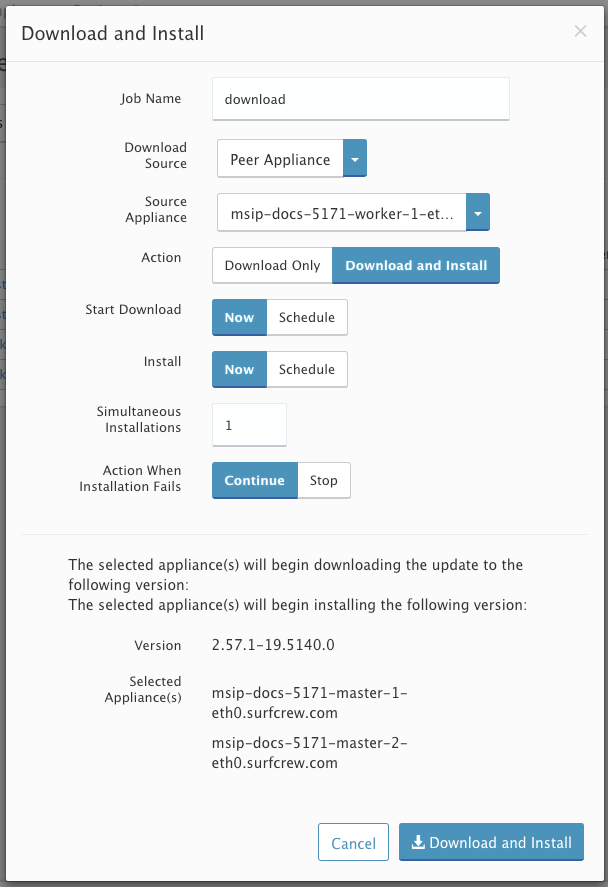 Download and Install
Job Name
download
Download
Source
Peer Appliance
Source
Appliance
msip-docs-5171-worker-1-et...
Action
Download Only
Download and Install
Start Download
Now
Schedule
Install
Now
Schedule
Simultaneous
Installations
1
Action When
Installation Fails
Continue
Stop
The selected appliance(s) will begin downloading the update to the
following version:
The selected appliance(s) will begin installing the following version:
Version
2.57.1-19.5140.0
Selected
Appliance(s)
msip-docs-5171-master-1-
eth0.surfcrew.com
msip-docs-5171-master-2-
eth0.surfcrew.com
Cancel
Download and Install